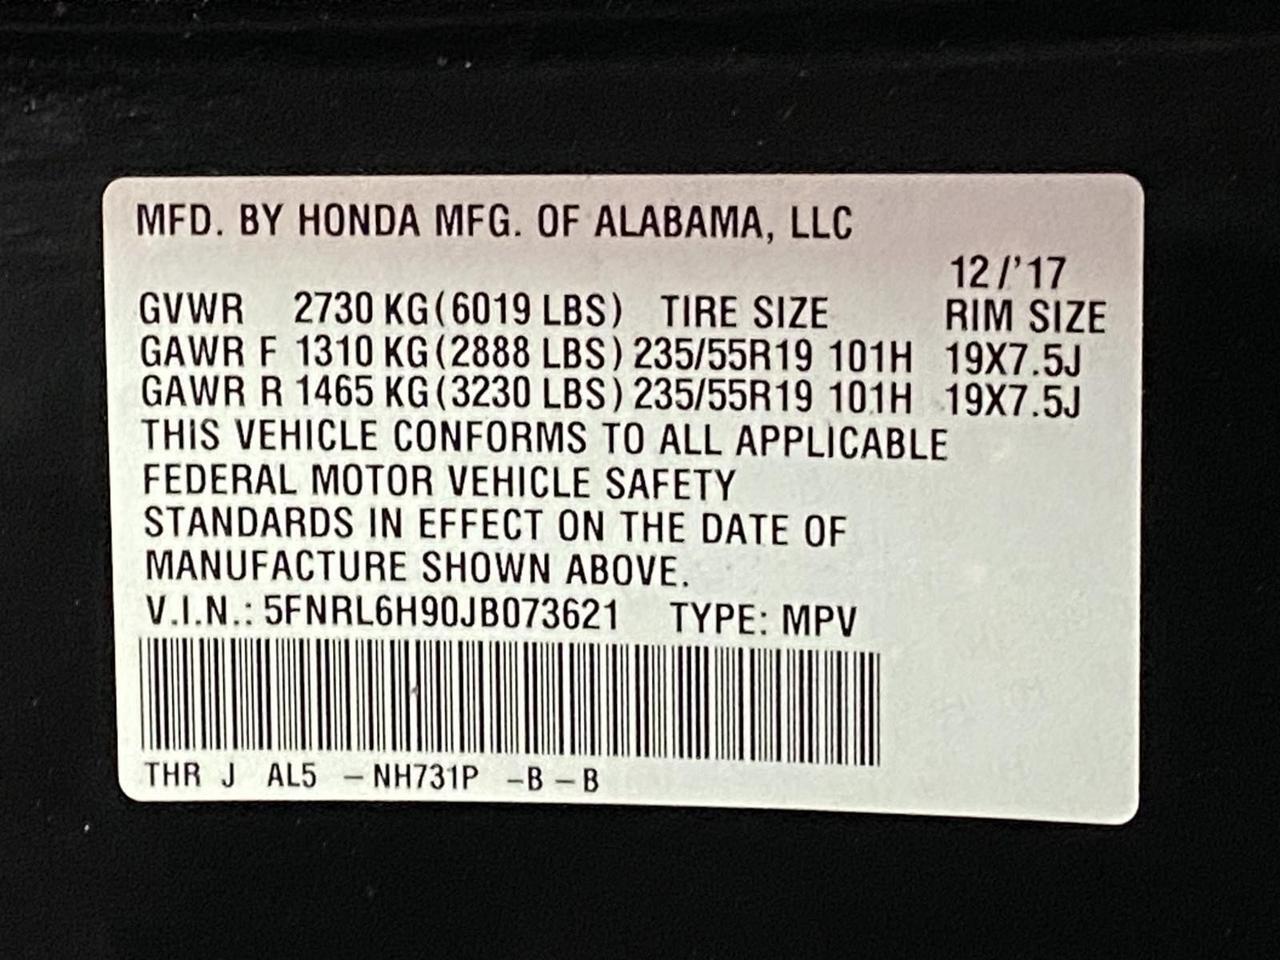 MFD. BY HONDA MFG. OF ALABAMA, LLC
12/'17
GVWR 2730 KG(6019 LBS) TIRE SIZE RIM SIZE
GAWR F 1310 KG(2888 LBS) 235/55R19 101H 19X7.5J
GAWR R 1465 KG(3230 LBS) 235/55R19 101H 19X7.5J
THIS VEHICLE CONFORMS TO ALL APPLICABLE
FEDERAL MOTOR VEHICLE SAFETY
STANDARDS IN EFFECT ON THE DATE OF
MANUFACTURE SHOWN ABOVE.
V.I.N.: 5FNRL6H90JB073621 TYPE: MPV
THR J AL5 -NH731P -B-B